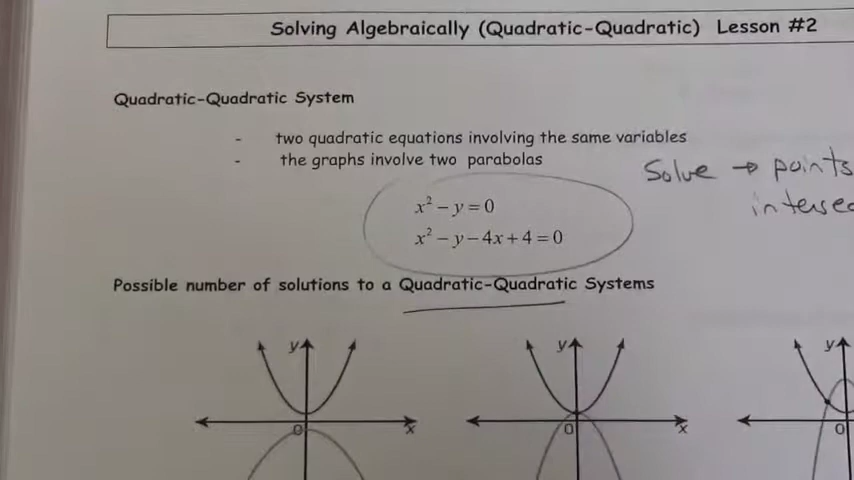 Solving Algebraically (Quadratic-Quadratic) Lesson #2
Quadratic-Quadratic System
- two quadratic equations involving the same variables
- the graphs involve two parabolas
Solve → points
interse
x² – y = 0
x² – y – 4x + 4 = 0
Possible number of solutions to a Quadratic-Quadratic Systems
y y y
0 x 0 x 0